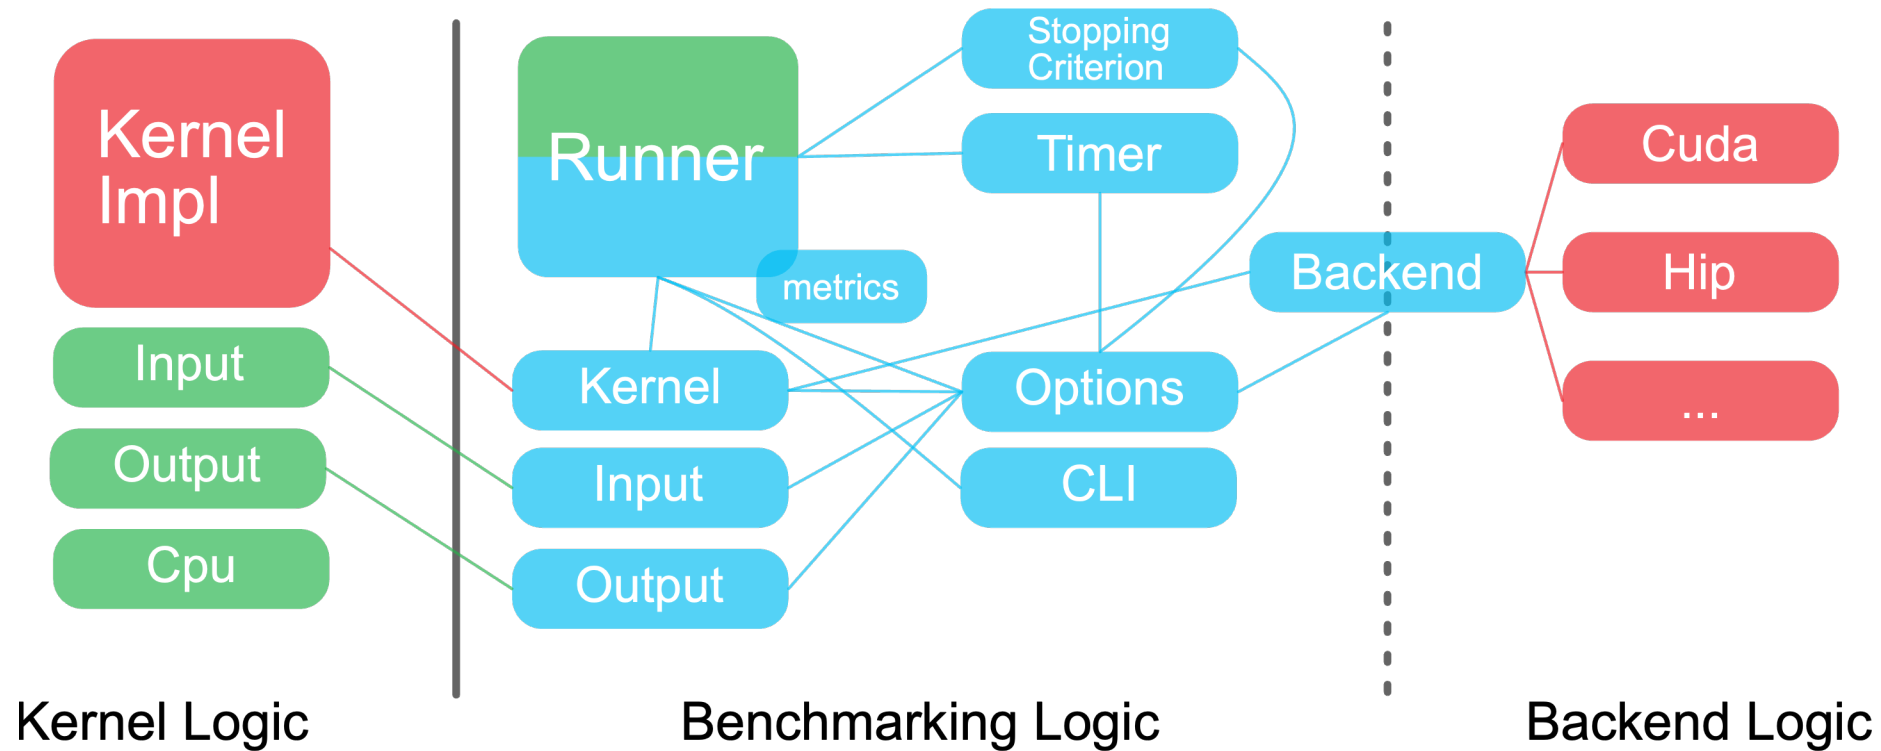 Kernel
Impl
Input
Output
Cpu
Kernel Logic
Runner
metrics
Kernel
Input
Output
Stopping
Criterion
Timer
Options
CLI
Benchmarking Logic
Backend
Cuda
Hip
...
Backend Logic